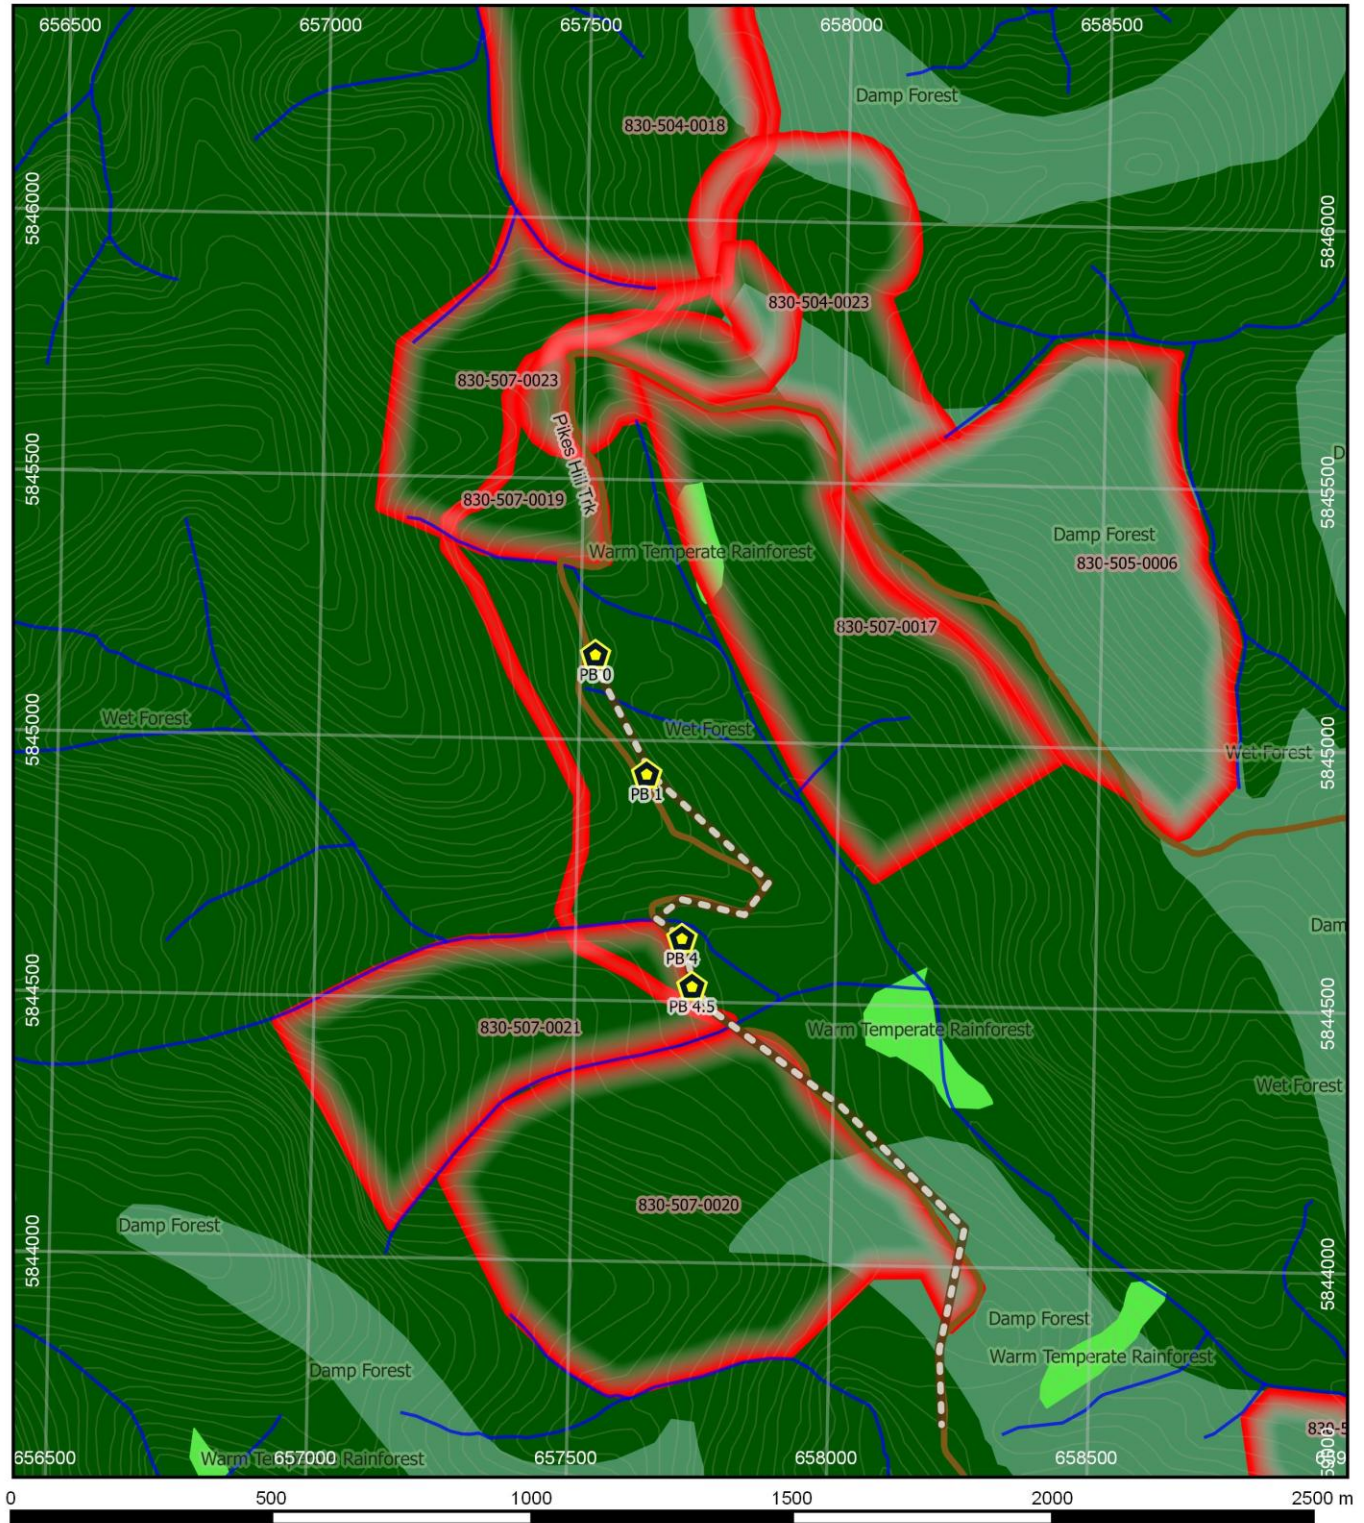 656500
657000
657500
658000
658500
Damp Forest
830-504-0018
5846000
5846000
830-504-0023
830-507-0023
Pikes Hill Trk
5845500
5845500
830-507-0019
Damp Forest
Warm Temperate Rainforest
830-505-0006
830-507-0017
PB 0
Wet Forest
Wet Forest
5845000
5845000
Wet Forest
PB 1
PB 4
PB 4.5
5844500
5844500
830-507-0021
Warm Temperate Rainforest
Wet Forest
830-507-0020
Damp Forest
5844000
5844000
Damp Forest
Warm Temperate Rainforest
Damp Forest
Warm Temperate Rainforest
656500
657000
657500
658000
658500
0
500
1000
1500
2000
2500 m